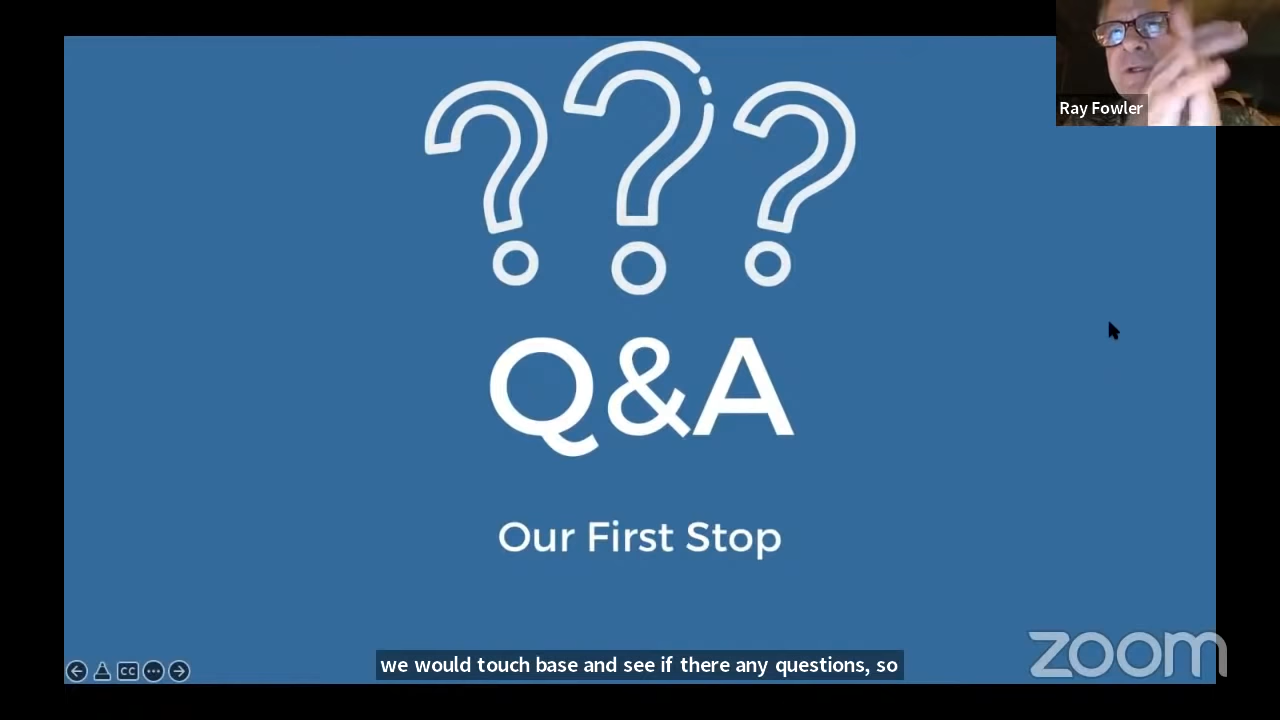 ???
Ray Fowler
Q&A
Our First Stop
CC
we would touch base and see if there any questions, so
zoom